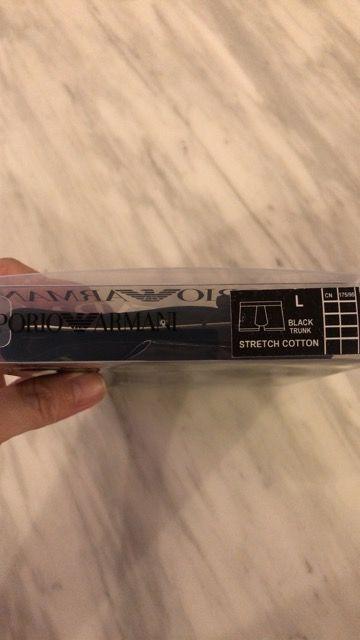 PORIO ARMANI
L
BLACK
TRUNK
STRETCH COTTON
CN